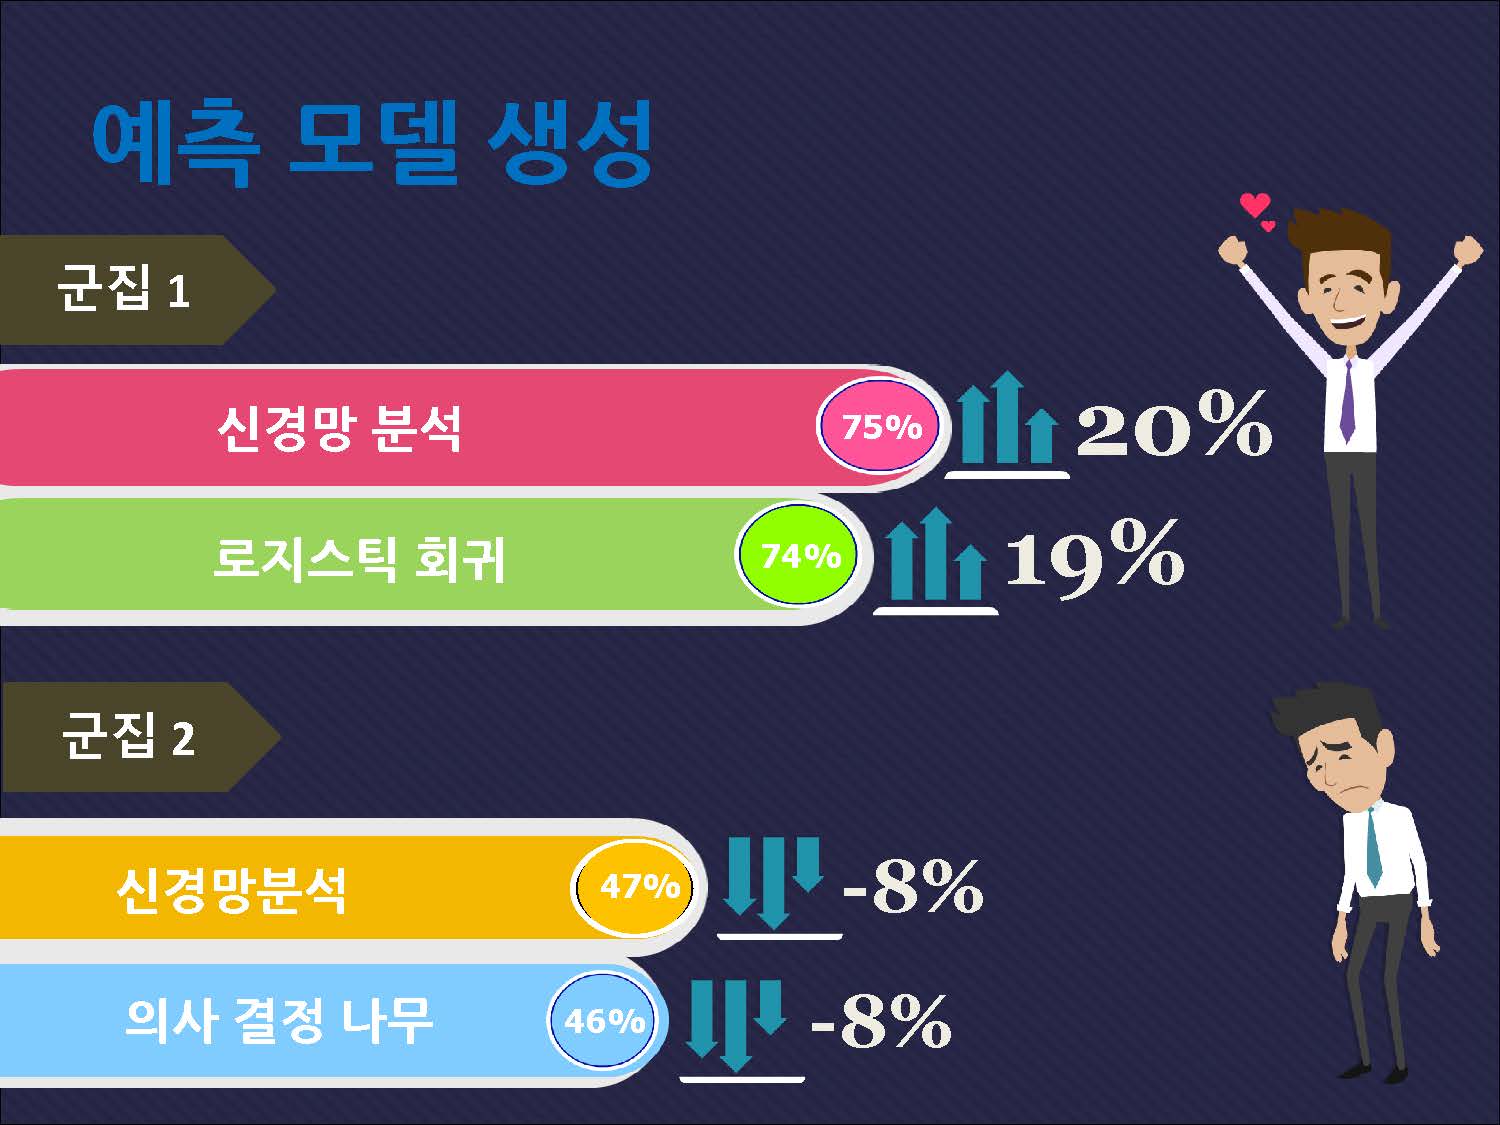 예측 모델 생성
군집 1
신경망 분석 75% 20%
로지스틱 회귀 74% 19%
군집 2
신경망분석 47% -8%
의사 결정 나무 46% -8%